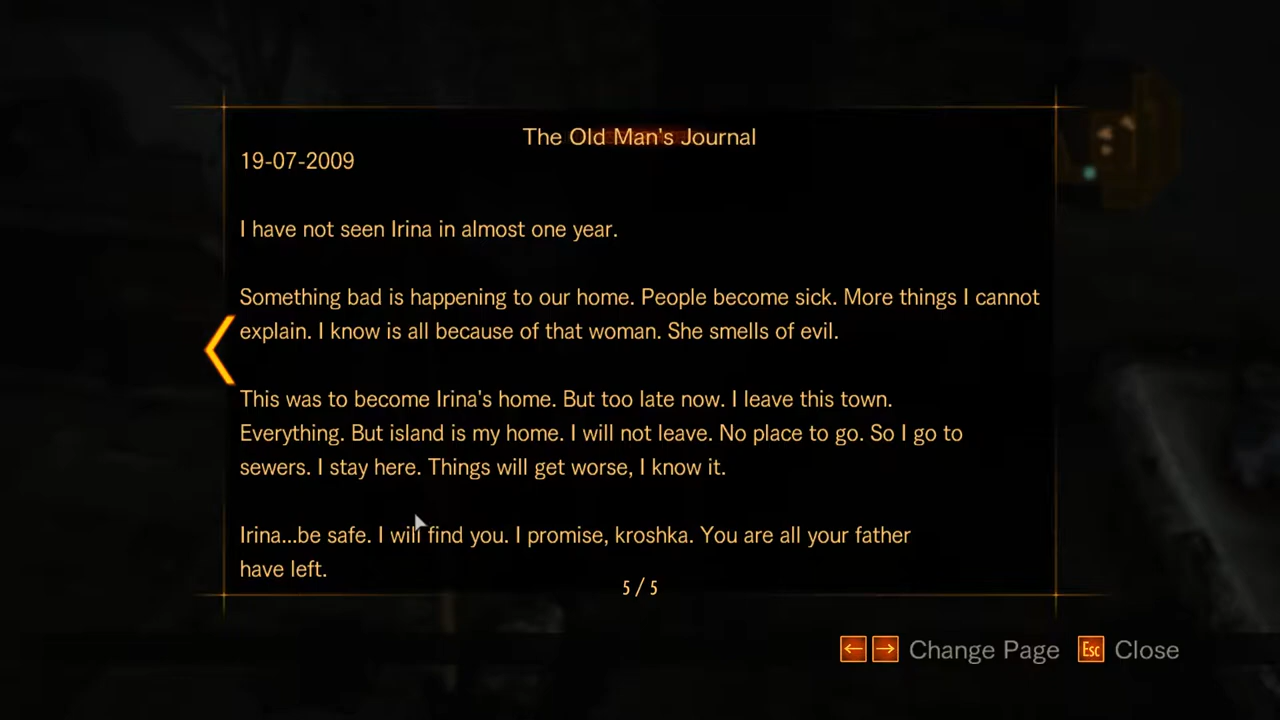 The Old Man's Journal
19-07-2009
I have not seen Irina in almost one year.
Something bad is happening to our home. People become sick. More things I cannot
explain. I know is all because of that woman. She smells of evil.
This was to become Irina's home. But too late now. I leave this town.
Everything. But island is my home. I will not leave. No place to go. So I go to
sewers. I stay here. Things will get worse, I know it.
Irina...be safe. I will find you. I promise, kroshka. You are all your father
have left.
5 / 5
← → Change Page Esc Close